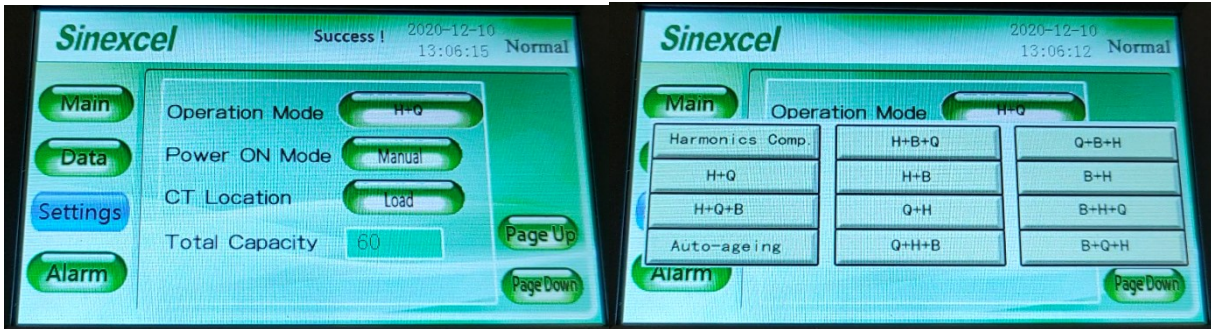 Sinexcel Success ! 2020-12-10 13:06:15 Normal
Main
Data
Settings
Alarm
Operation Mode H+Q
Power ON Mode Manual
CT Location Load
Total Capacity 60
Page Up
Page Down
Sinexcel 2020-12-10 13:06:12 Normal
Main
Operation Mode H+Q
Harmonics Comp. H+B+Q Q+B+H
H+Q H+B B+H
H+Q+B Q+H B+H+Q
Auto-ageing Q+H+B B+Q+H
Alarm
Page Down